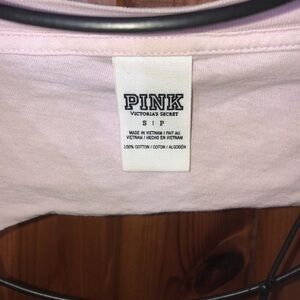 PINK
VICTORIA'S SECRET
S | P
MADE IN VIETNAM / FAIT AU
VIETNAM / HECHO EN VIETNAM
100% COTTON / COTON / ALGODÓN